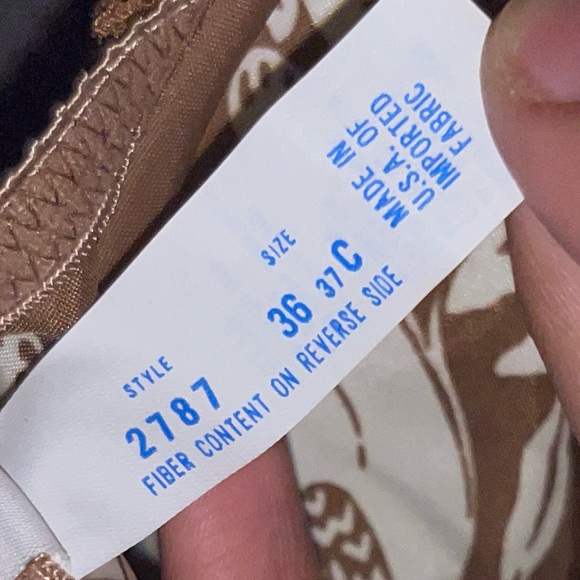 STYLE
2787
SIZE
36 37 C
MADE IN
U.S.A. OF
IMPORTED
FABRIC
FIBER CONTENT ON REVERSE SIDE